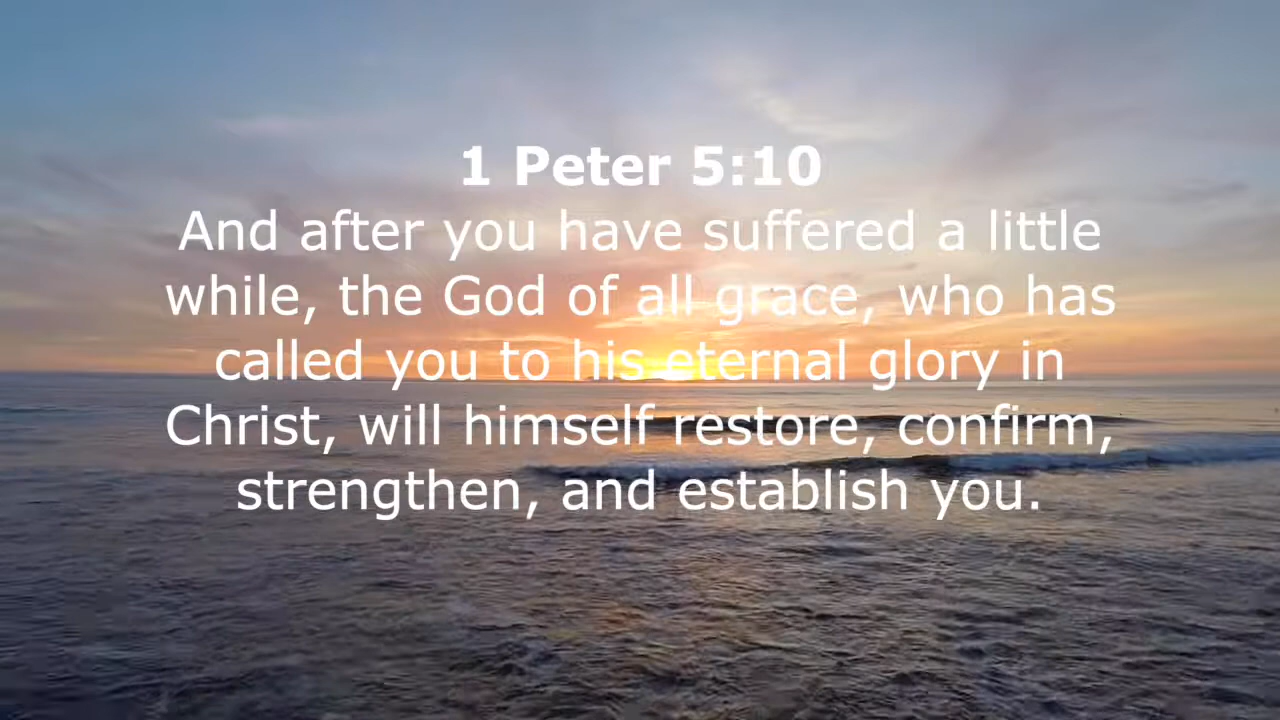 1 Peter 5:10
And after you have suffered a little
while, the God of all grace, who has
called you to his eternal glory in
Christ, will himself restore, confirm,
strengthen, and establish you.